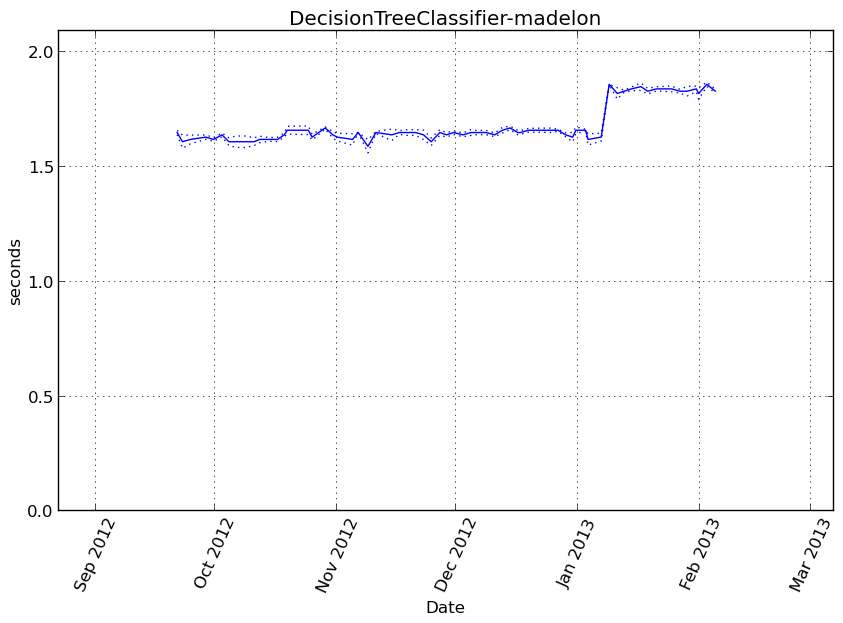 DecisionTreeClassifier-madelon
2.0
1.5
1.0
0.5
0.0
seconds
Sep 2012
Oct 2012
Nov 2012
Dec 2012
Jan 2013
Feb 2013
Mar 2013
Date